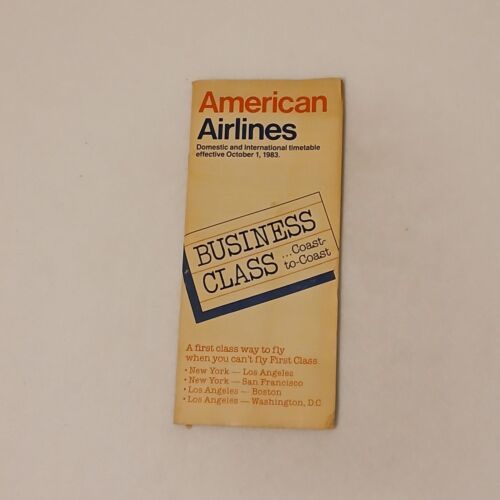 American
Airlines
Domestic and international timetable
effective October 1, 1983.
BUSINESS
CLASS
...Coast-
to-Coast
A first class way to fly
when you can't fly First Class.
• New York — Los Angeles
• New York — San Francisco
• Los Angeles — Boston
• Los Angeles — Washington, D.C.